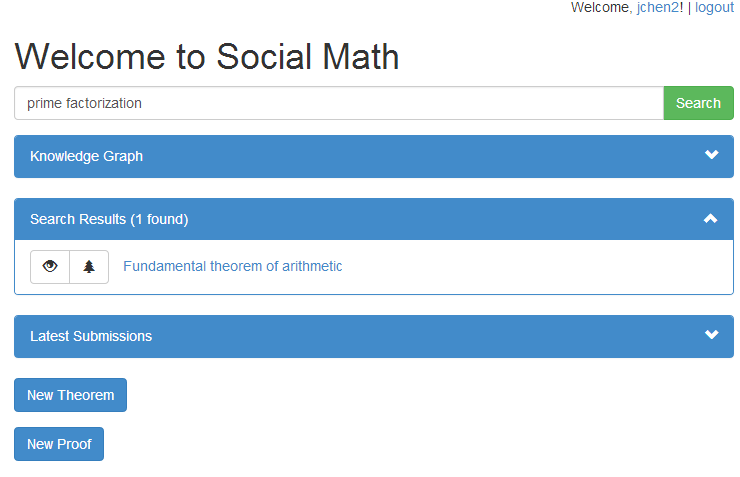 Welcome, jchen2! | logout
Welcome to Social Math
prime factorization
Search
Knowledge Graph
Search Results (1 found)
Fundamental theorem of arithmetic
Latest Submissions
New Theorem
New Proof